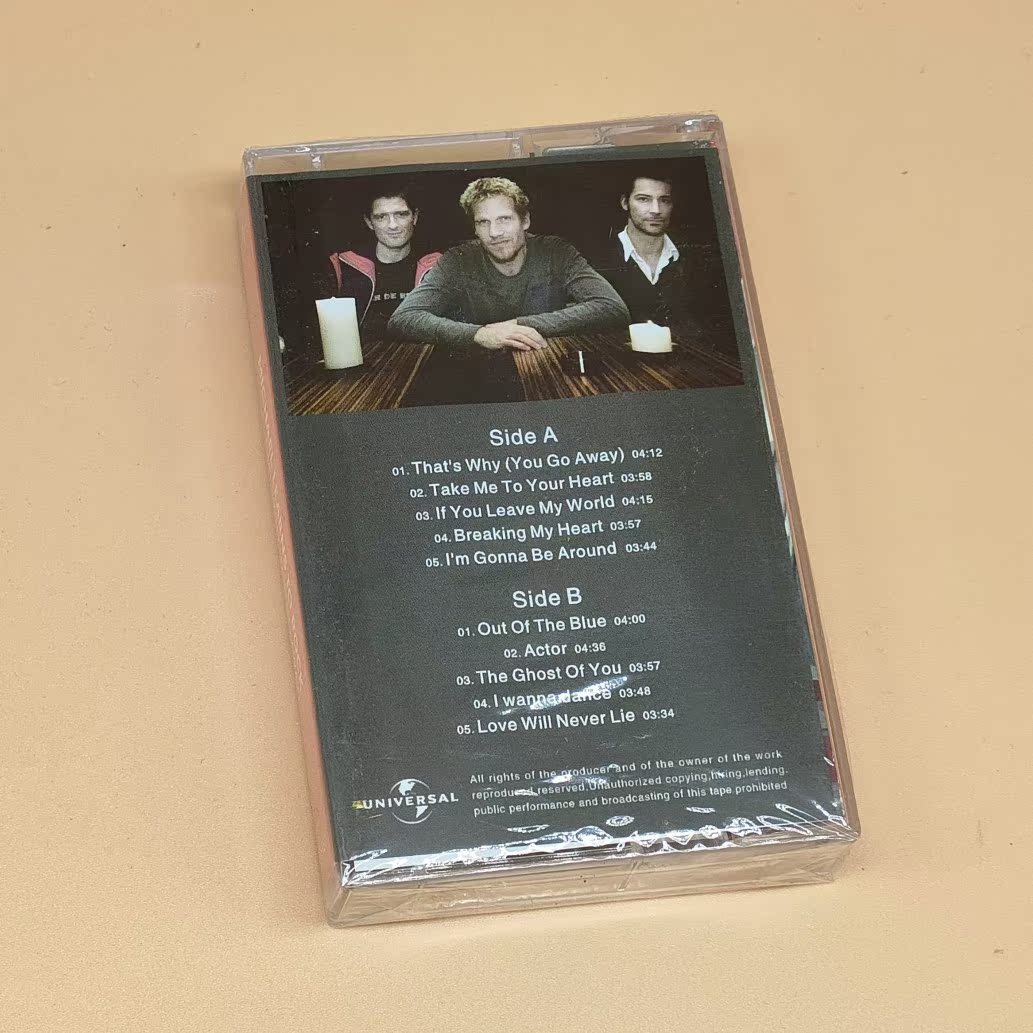 Side A
01. That's Why (You Go Away) 04:12
02. Take Me To Your Heart 03:58
03. If You Leave My World 04:15
04. Breaking My Heart 03:57
05. I'm Gonna Be Around 03:44
Side B
01. Out Of The Blue 04:00
02. Actor 04:36
03. The Ghost Of You 03:57
04. I wanna dance 03:48
05. Love Will Never Lie 03:34
All rights of the producer and of the owner of the work
reproduced reserved,Unauthorized copying,hiring,lending.
public performance and broadcasting of this tape prohibited
UNIVERSAL